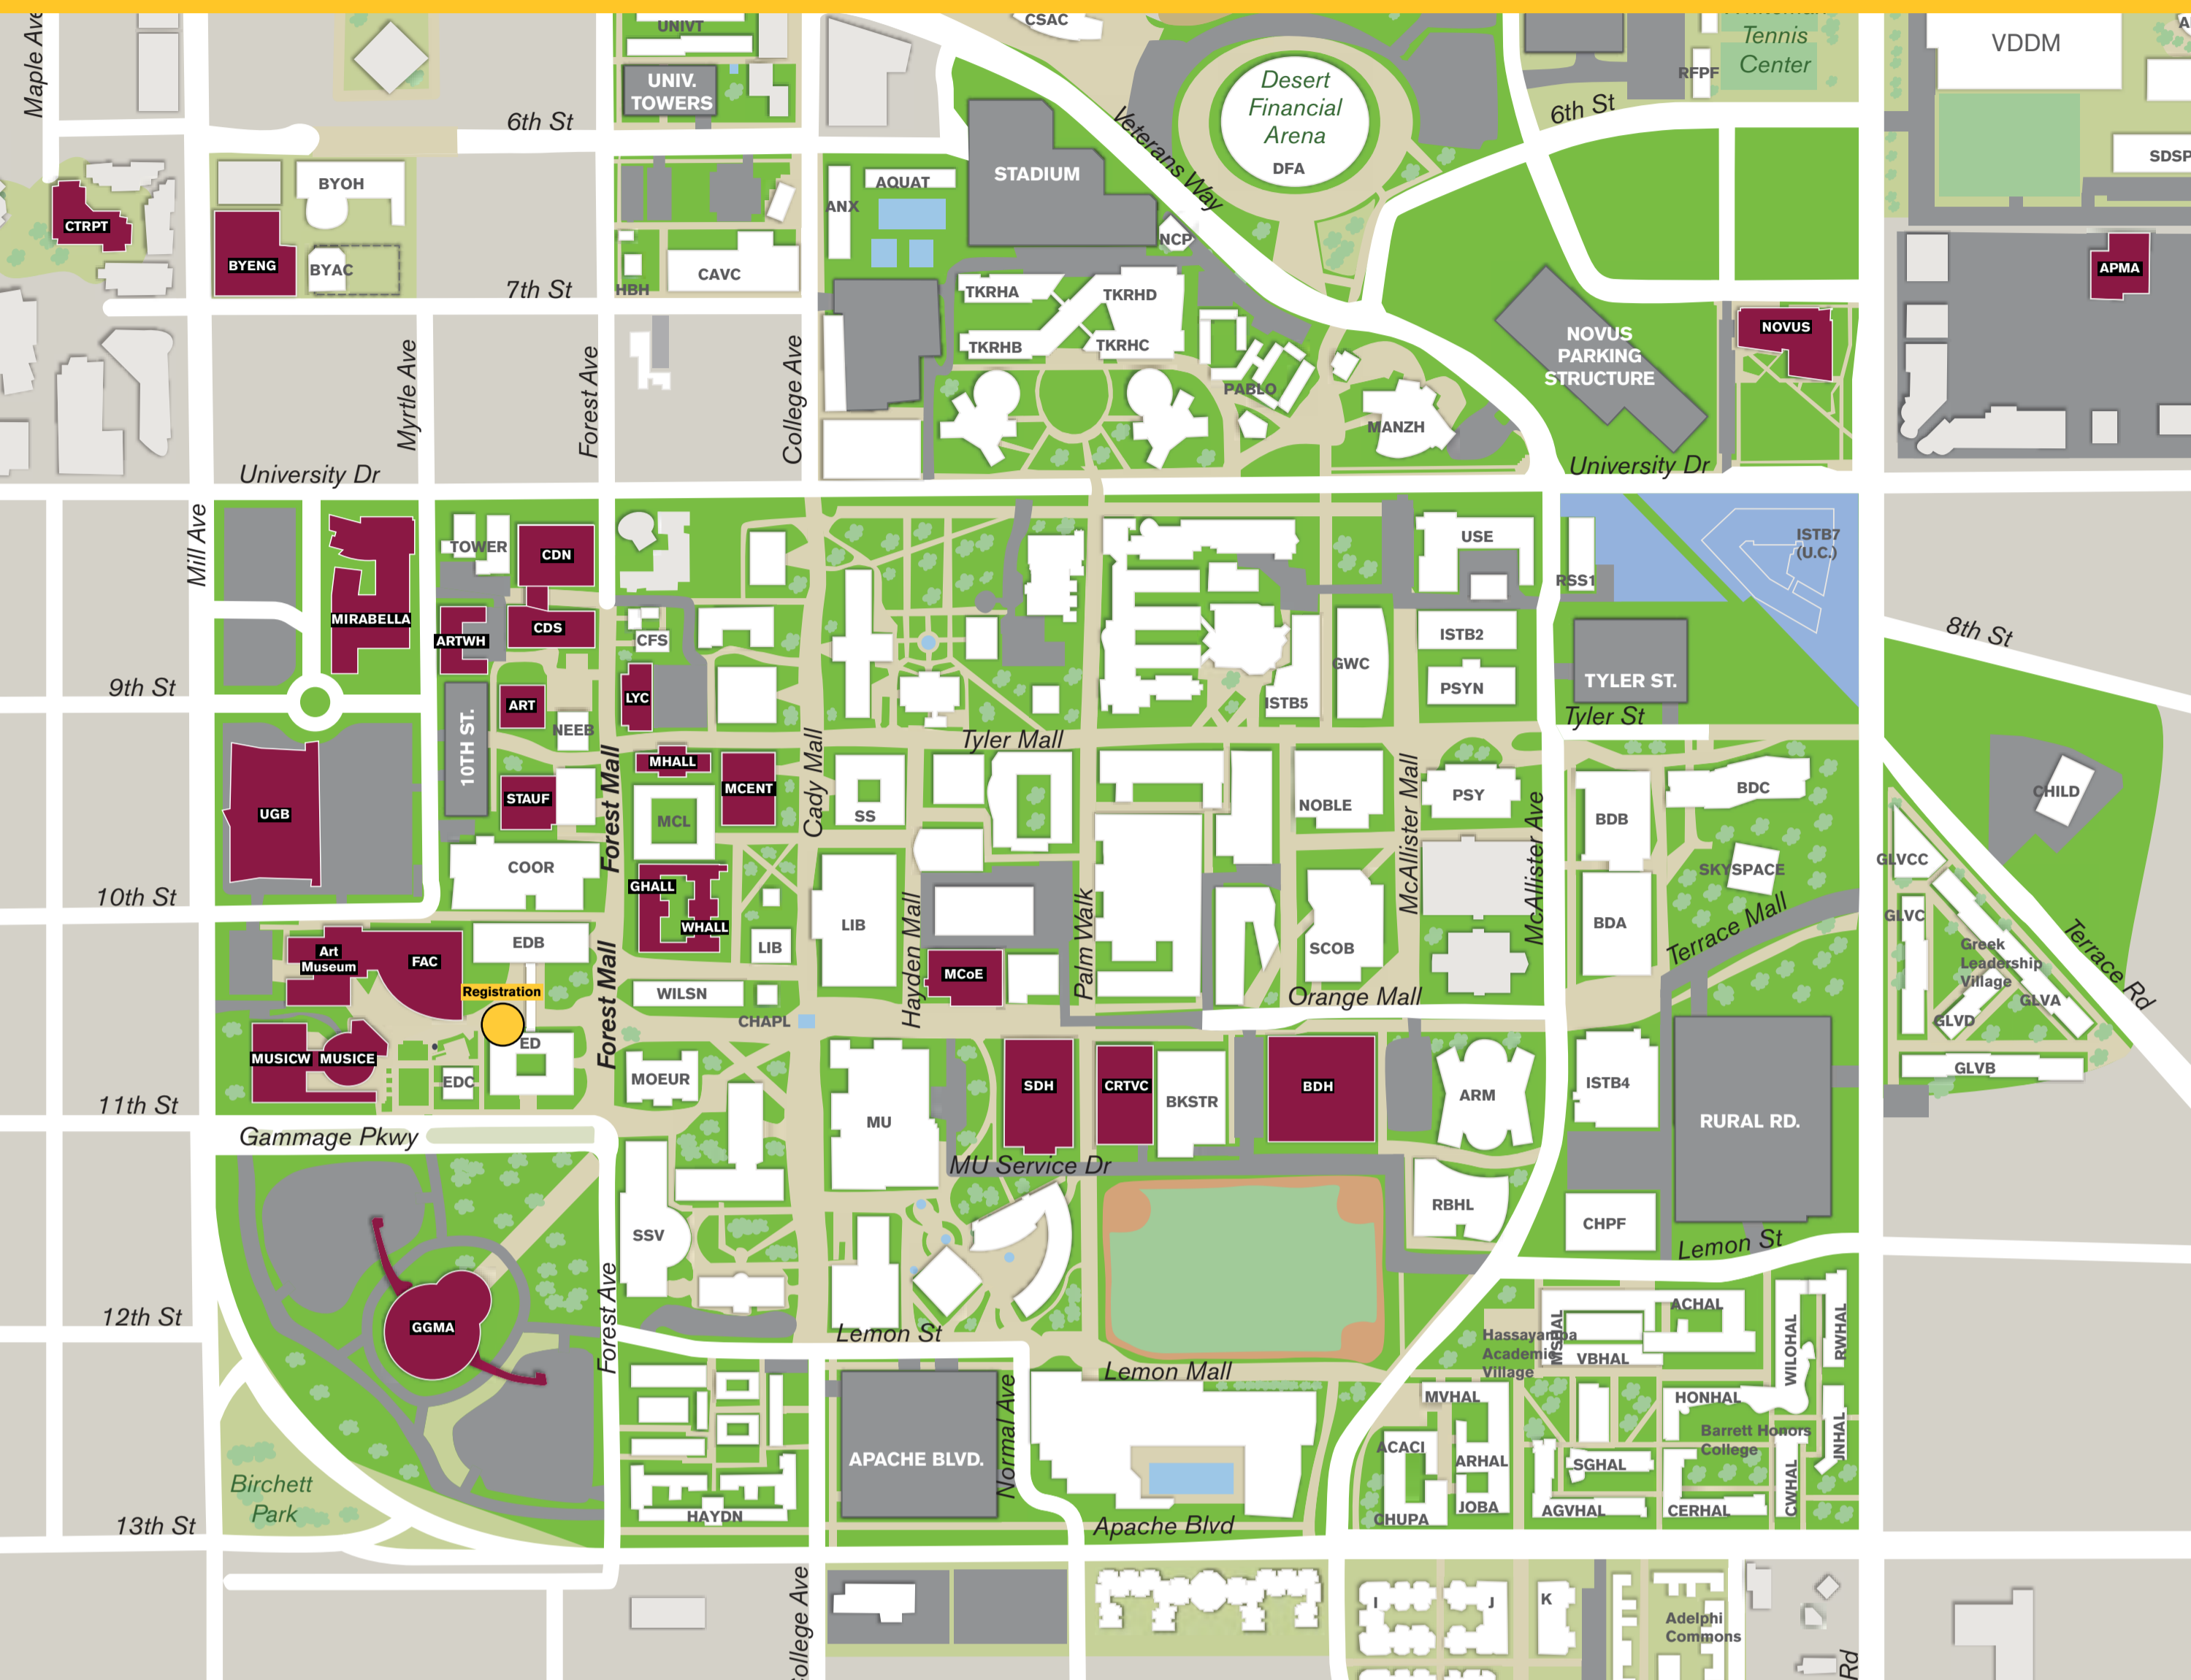 Maple Ave
UNIVT
CSAC
Tennis
Center
VDDM
RFPF
UNIV.
TOWERS
Desert
Financial
Arena
DFA
6th St
6th St
Veterans Way
SDSP
BYOH
AQUAT
STADIUM
ANX
CTRPT
NCP
BYENG
BYAC
CAVC
APMA
HBH
7th St
TKRHA
TKRHD
TKRHB
TKRHC
NOVUS
PARKING
STRUCTURE
NOVUS
Myrtle Ave
Forest Ave
College Ave
PABLO
MANZH
University Dr
University Dr
Mill Ave
TOWER
CDN
USE
ISTB7
(U.C.)
RSS1
MIRABELLA
ARTWH
CDS
CFS
ISTB2
8th St
GWC
9th St
LYC
PSYN
TYLER ST.
ART
ISTB5
NEEB
Tyler St
Tyler Mall
10TH ST.
Forest Mall
MHALL
MCENT
Cady Mall
STAUF
UGB
MCL
SS
NOBLE
McAllister Mall
PSY
McAllister Ave
BDB
BDC
CHILD
COOR
SKYSPACE
GLVCC
GHALL
10th St
WHALL
LIB
LIB
Hayden Mall
Palm Walk
SCOB
BDA
Terrace Mall
GLVC
Terrace Rd
Art
Museum
FAC
EDB
Forest Mall
MCoE
Greek
Leadership
Village
Registration
WILSN
Orange Mall
GLVA
CHAPL
GLVD
MUSICW
MUSICE
ED
EDC
MOEUR
SDH
CRTVC
BKSTR
BDH
ARM
ISTB4
GLVB
11th St
MU
RURAL RD.
Gammage Pkwy
MU Service Dr
RBHL
CHPF
SSV
Lemon St
12th St
GGMA
Forest Ave
Lemon St
Lemon Mall
Hassayampa
Academic
Village
MSHAL
ACHAL
VBHAL
WILOHAL
RWHAL
MVHAL
HONHAL
Normal Ave
Barrett Honors
College
JNHAL
ACACI
ARHAL
SGHAL
APACHE BLVD.
Birchett
Park
HAYDN
JOBA
CHUPA
AGVHAL
CERHAL
CWHAL
13th St
Apache Blvd
College Ave
I
J
K
Adelphi
Commons
Rd